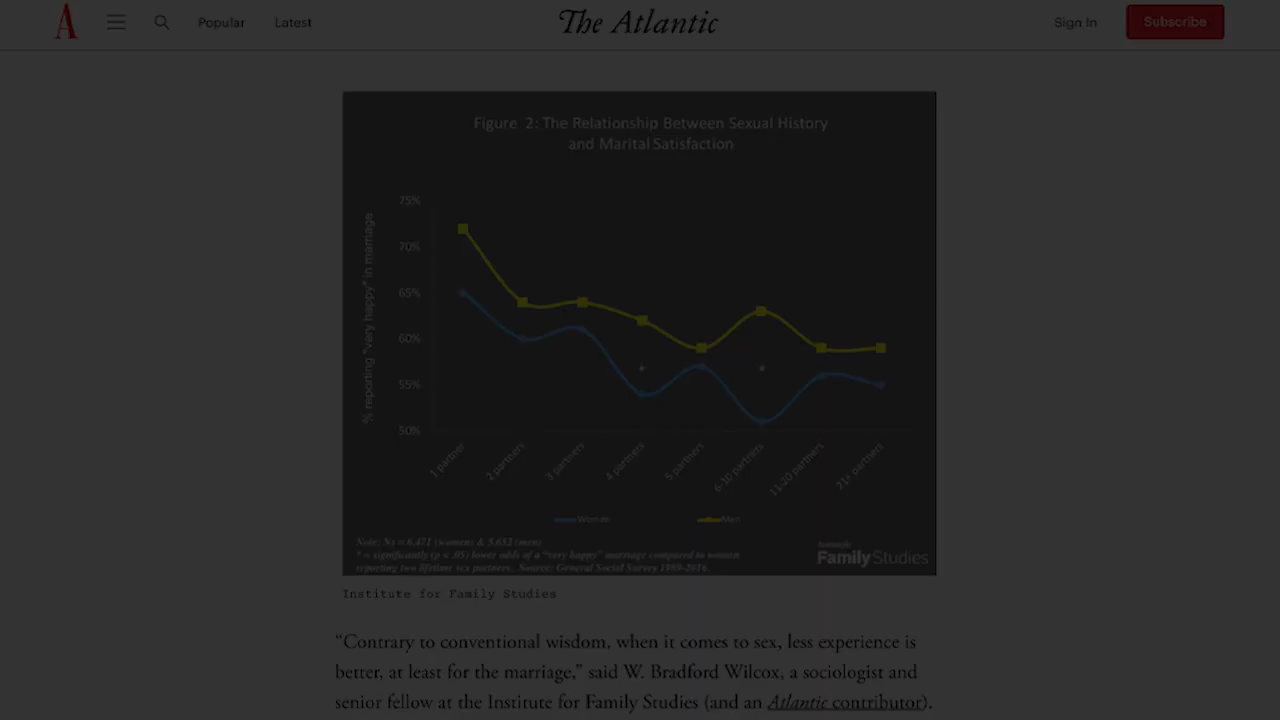 A
Popular
Latest
The Atlantic
Sign In
Subscribe
Figure 2: The Relationship Between Sexual History
and Marital Satisfaction
% reporting "very happy" in marriage
75%
70%
65%
60%
55%
50%
1 partner
2 partners
3 partners
4 partners
5 partners
6-10 partners
11-20 partners
21+ partners
Women
Men
Note: Ns = 6,471 (women) & 5,652 (men)
* = significantly (p < .05) lower odds of a "very happy" marriage compared to women
reporting two lifetime sex partners. Source: General Social Survey 1989-2016.
Institute for
Family Studies
Institute for Family Studies
“Contrary to conventional wisdom, when it comes to sex, less experience is
better, at least for the marriage,” said W. Bradford Wilcox, a sociologist and
senior fellow at the Institute for Family Studies (and an Atlantic contributor).